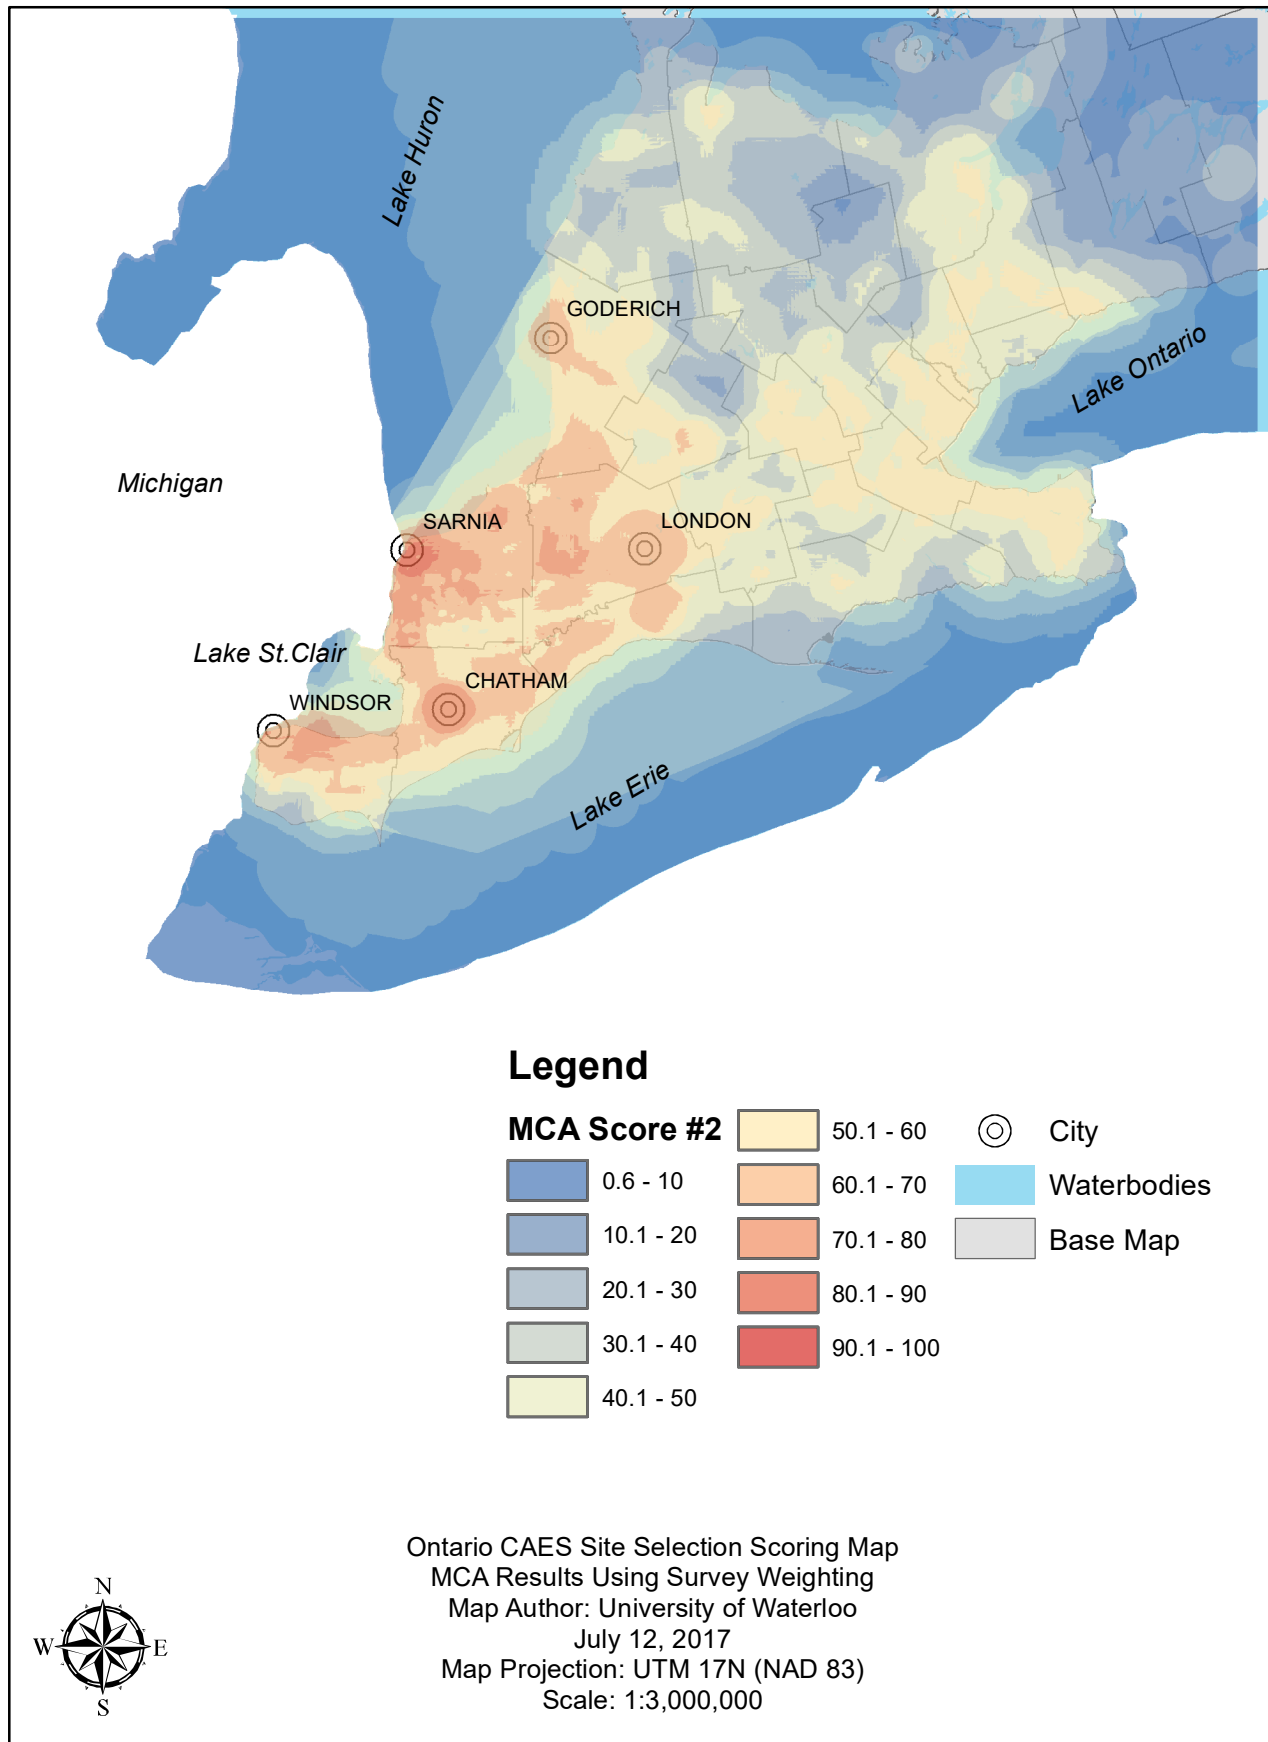 Lake Huron
GODERICH
Lake Ontario
Michigan
SARNIA
LONDON
Lake St.Clair
CHATHAM
WINDSOR
Lake Erie
Legend
MCA Score #2
0.6 - 10
10.1 - 20
20.1 - 30
30.1 - 40
40.1 - 50
50.1 - 60
60.1 - 70
70.1 - 80
80.1 - 90
90.1 - 100
City
Waterbodies
Base Map
Ontario CAES Site Selection Scoring Map
MCA Results Using Survey Weighting
Map Author: University of Waterloo
July 12, 2017
Map Projection: UTM 17N (NAD 83)
Scale: 1:3,000,000
N
W E
S